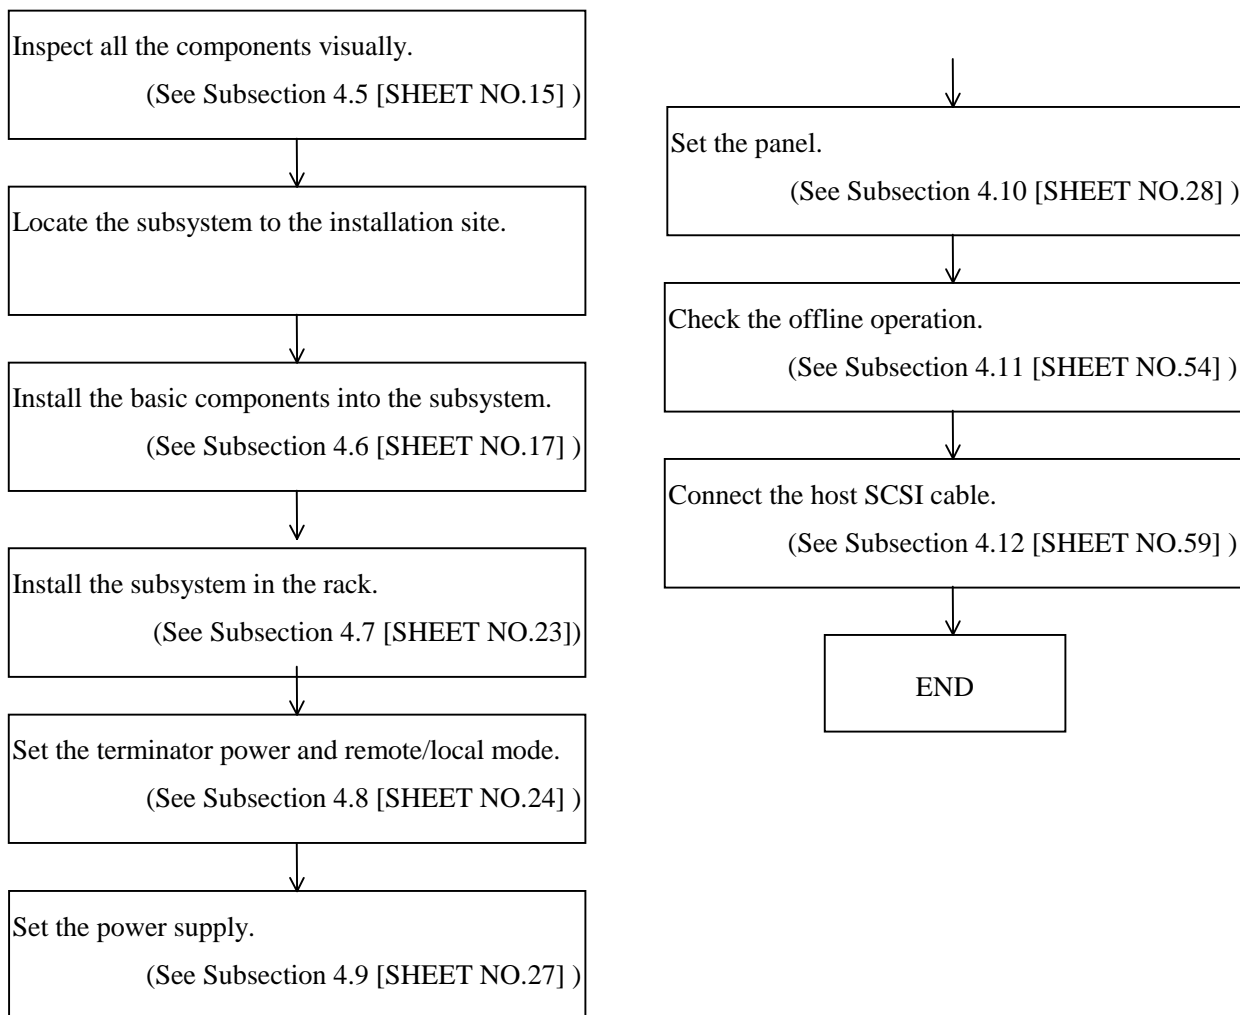 Inspect all the components visually.
(See Subsection 4.5 [SHEET NO.15] )
Locate the subsystem to the installation site.
Install the basic components into the subsystem.
(See Subsection 4.6 [SHEET NO.17] )
Install the subsystem in the rack.
(See Subsection 4.7 [SHEET NO.23])
Set the terminator power and remote/local mode.
(See Subsection 4.8 [SHEET NO.24] )
Set the power supply.
(See Subsection 4.9 [SHEET NO.27] )
Set the panel.
(See Subsection 4.10 [SHEET NO.28] )
Check the offline operation.
(See Subsection 4.11 [SHEET NO.54] )
Connect the host SCSI cable.
(See Subsection 4.12 [SHEET NO.59] )
END